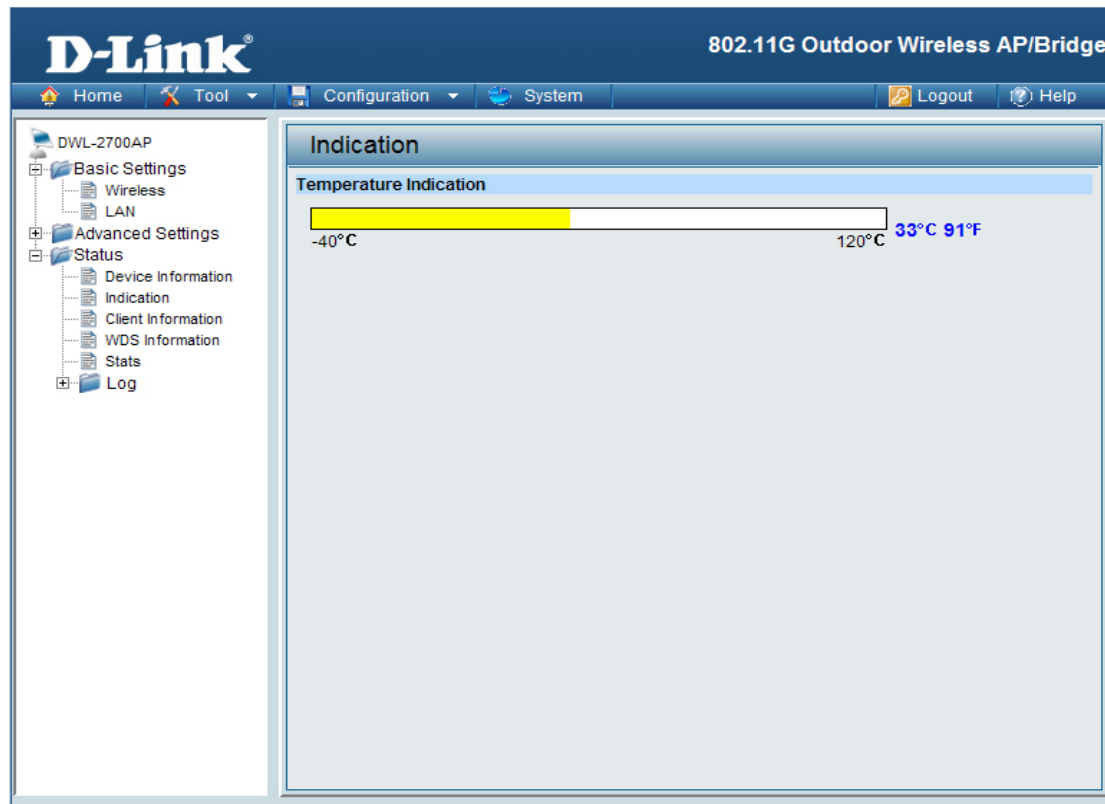 D-Link®
802.11G Outdoor Wireless AP/Bridge
Home Tool Configuration System Logout Help
DWL-2700AP
Basic Settings
Wireless
LAN
Advanced Settings
Status
Device Information
Indication
Client Information
WDS Information
Stats
Log
Indication
Temperature Indication
-40°C 120°C 33°C 91°F